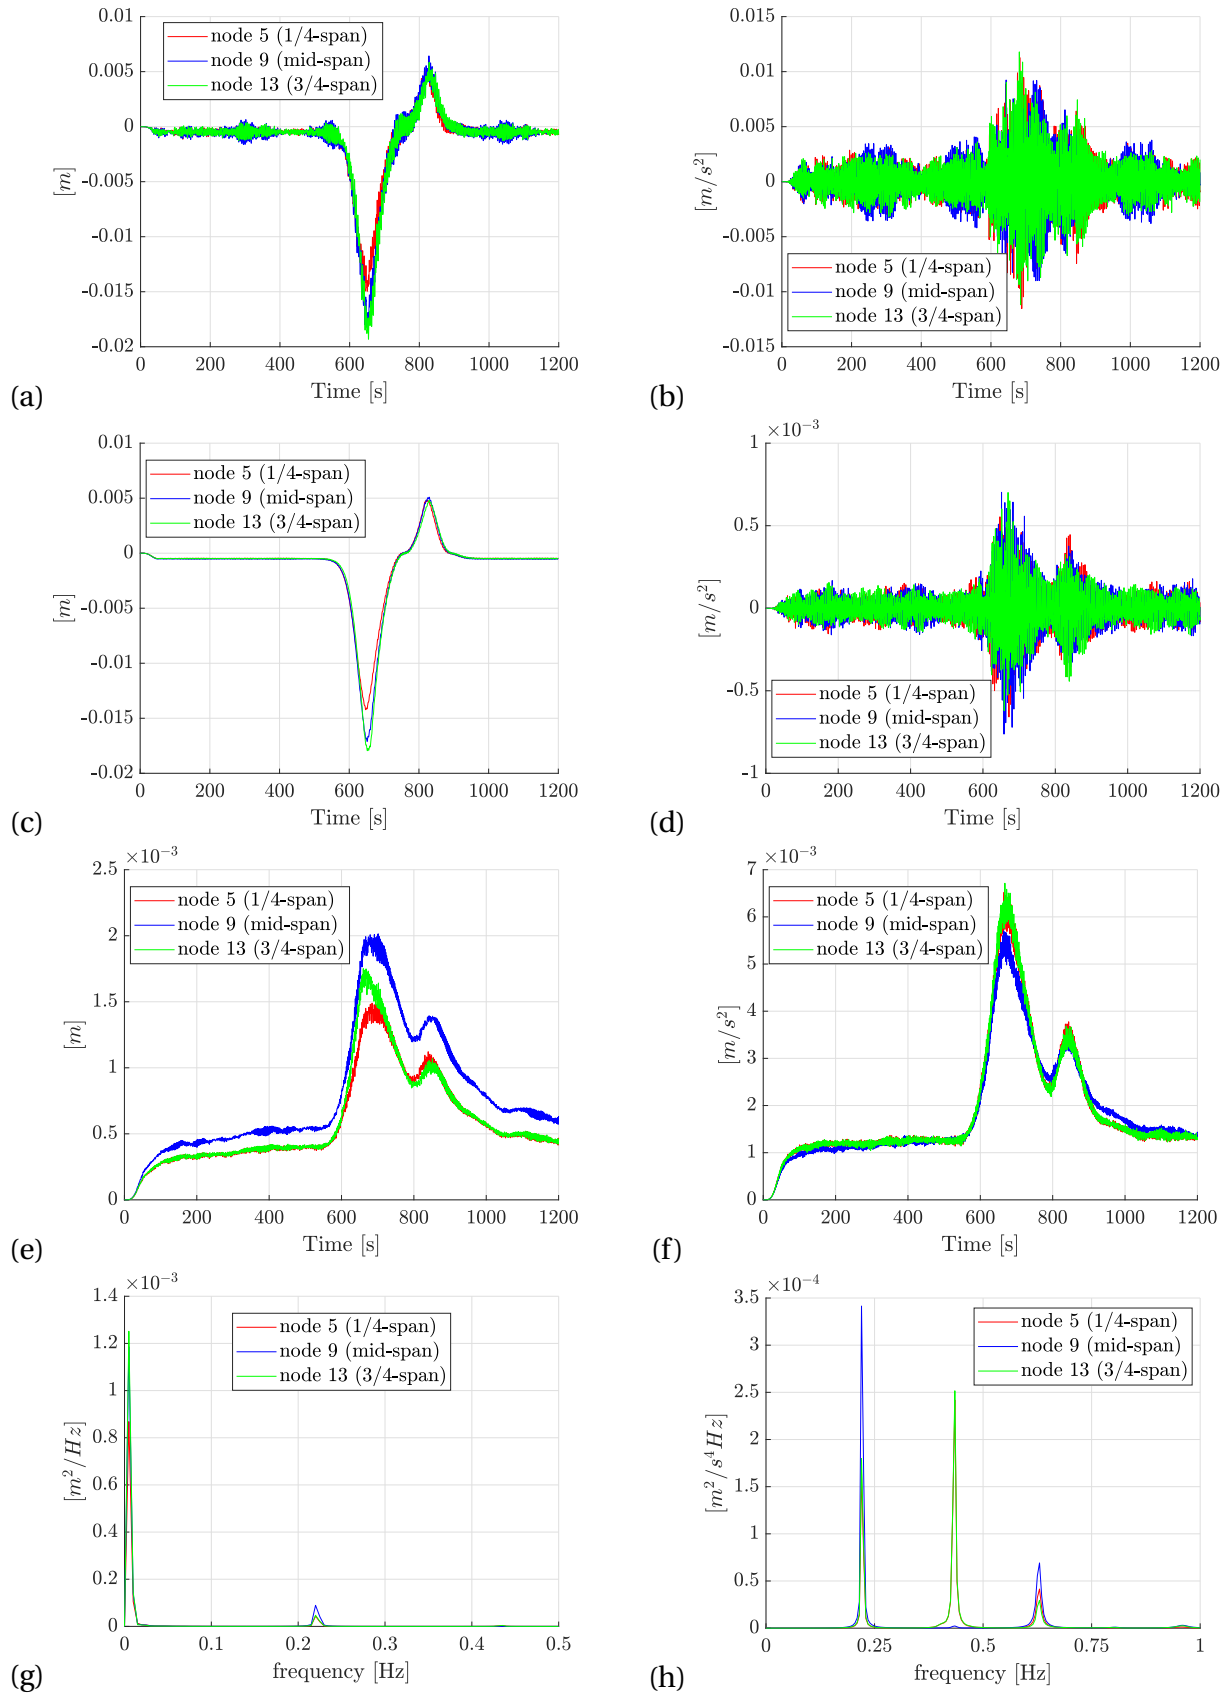 0.01
0.005
0
-0.005
-0.01
-0.015
-0.02
[m]
node 5 (1/4-span)
node 9 (mid-span)
node 13 (3/4-span)
0 200 400 600 800 1000 1200
Time [s]
(a)
0.015
0.01
0.005
0
-0.005
-0.01
-0.015
[m/s²]
node 5 (1/4-span)
node 9 (mid-span)
node 13 (3/4-span)
0 200 400 600 800 1000 1200
Time [s]
(b)
0.01
0.005
0
-0.005
-0.01
-0.015
-0.02
[m]
node 5 (1/4-span)
node 9 (mid-span)
node 13 (3/4-span)
0 200 400 600 800 1000 1200
Time [s]
(c)
×10⁻³
1
0.5
0
-0.5
-1
[m/s²]
node 5 (1/4-span)
node 9 (mid-span)
node 13 (3/4-span)
0 200 400 600 800 1000 1200
Time [s]
(d)
×10⁻³
2.5
2
1.5
1
0.5
0
[m]
node 5 (1/4-span)
node 9 (mid-span)
node 13 (3/4-span)
0 200 400 600 800 1000 1200
Time [s]
(e)
×10⁻³
7
6
5
4
3
2
1
0
[m/s²]
node 5 (1/4-span)
node 9 (mid-span)
node 13 (3/4-span)
0 200 400 600 800 1000 1200
Time [s]
(f)
×10⁻³
1.4
1.2
1
0.8
0.6
0.4
0.2
0
[m²/Hz]
node 5 (1/4-span)
node 9 (mid-span)
node 13 (3/4-span)
0 0.1 0.2 0.3 0.4 0.5
frequency [Hz]
(g)
×10⁻⁴
3.5
3
2.5
2
1.5
1
0.5
0
[m²/s⁴Hz]
node 5 (1/4-span)
node 9 (mid-span)
node 13 (3/4-span)
0 0.25 0.5 0.75 1
frequency [Hz]
(h)